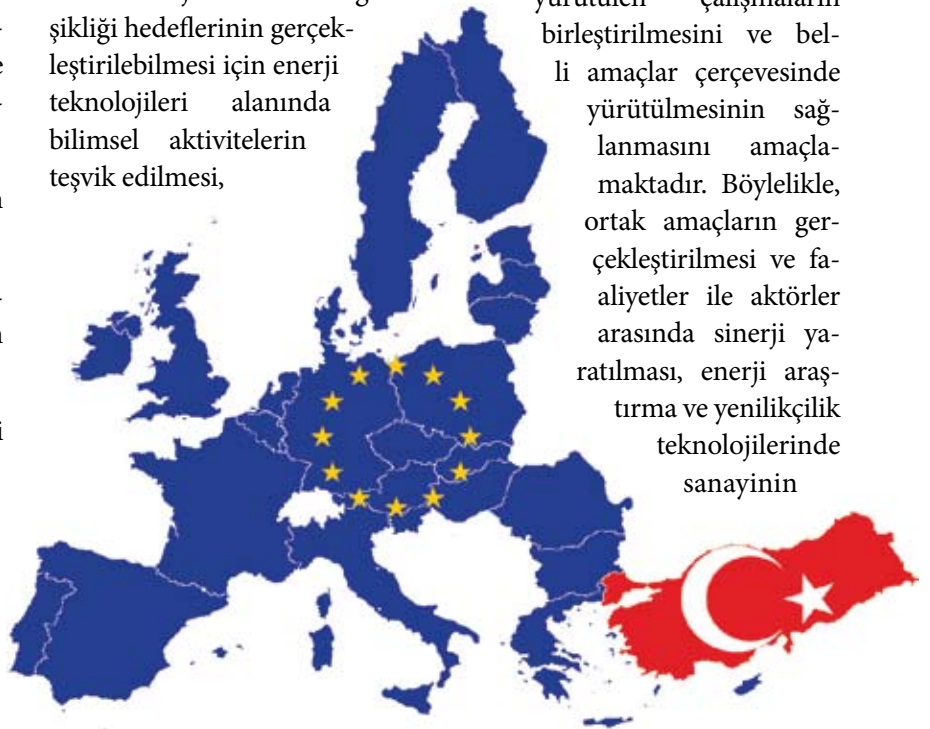 şikliği hedeflerinin gerçek-
leştirilebilmesi için enerji
teknolojileri alanında
bilimsel aktivitelerin
teşvik edilmesi,
yürütülen çalışmaların
birleştirilmesini ve bel-
li amaçlar çerçevesinde
yürütülmesinin sağ-
lanmasını amaçla-
maktadır. Böylelikle,
ortak amaçların ger-
çekleştirilmesi ve fa-
aliyetler ile aktörler
arasında sinerji ya-
ratılması, enerji araş-
tırma ve yenilikçilik
teknolojilerinde
sanayinin